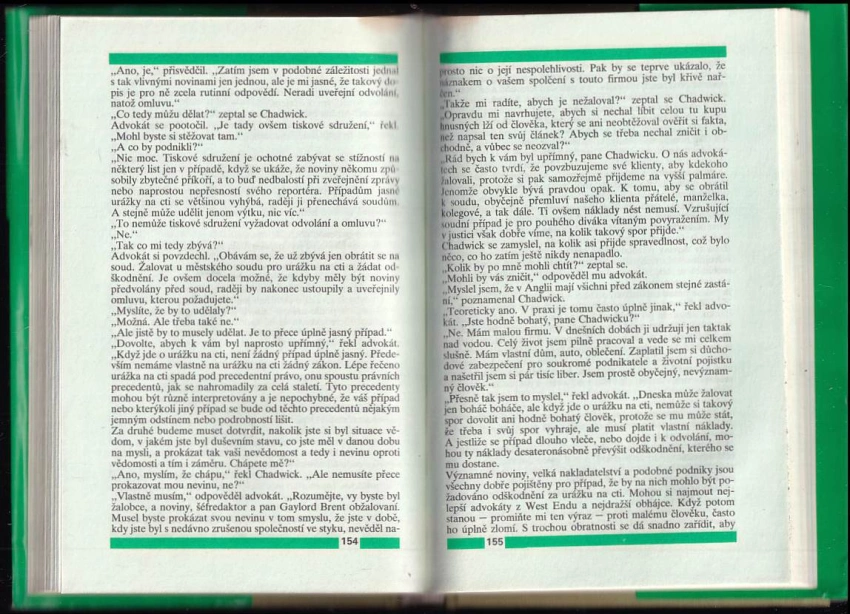 „Ano, je,“ přisvědčil. „Zatím jsem v podobné záležitosti jednal
s tak vlivnými novinami jen jednou, ale je mi jasné, že takový do-
pis je pro ně zcela rutinní odpovědí. Neradi uveřejní odvolání,
natož omluvu.“
„Co tedy můžu dělat?“ zeptal se Chadwick.
Advokát se pootočil. „Je tady ovšem tiskové sdružení,“ řekl.
„Mohl byste si stěžovat tam.“
„A co by podnikli?“
„Nic moc. Tiskové sdružení je ochotné zabývat se stížností na
některý list jen v případě, když se ukáže, že noviny někomu způ-
sobily zbytečné příkoří, a to buď nedbalostí při zveřejnění zprávy
nebo naprostou nepřesností svého reportéra. Případům jasné
urážky na cti se většinou vyhýbá, raději ji přenechává soudům.
A stejně může udělit jenom výtku, nic víc.“
„To nemůže tiskové sdružení vyžadovat odvolání a omluvu?“
„Ne.“
„Tak co mi tedy zbývá?“
Advokát si povzdechl. „Obávám se, že už zbývá jen obrátit se na
soud. Žalovat u městského soudu pro urážku na cti a žádat od-
škodnění. Je ovšem docela možné, že kdyby měly být noviny
předvolány před soud, raději by nakonec ustoupily a uveřejnily
omluvu, kterou požadujete.“
„Myslíte, že by to udělaly?“
„Možná. Ale třeba také ne.“
„Ale jistě by to musely udělat. Je to přece úplně jasný případ.“
„Dovolte, abych k vám byl naprosto upřímný,“ řekl advokát.
„Když jde o urážku na cti, není žádný případ úplně jasný. Přede-
vším nemáme vlastně na urážku na cti žádný zákon. Lépe řečeno
urážka na cti spadá pod precedentní právo, onu spoustu právních
precedentů, jak se nahromadily za celá staletí. Tyto precedenty
mohou být různě interpretovány a je nepochybné, že váš případ
nebo kterýkoli jiný případ se bude od těchto precedentů nějakým
jemným odstínem nebo podrobností lišit.
Za druhé budeme muset dotvrdit, nakolik jste si byl situace vě-
dom, v jakém jste byl duševním stavu, co jste měl v danou dobu
na mysli, a prokázat tak vaši nevědomost a tedy i nevinu oproti
vědomosti a tím i záměru. Chápete mě?“
„Ano, myslím, že chápu,“ řekl Chadwick. „Ale nemusíte přece
prokazovat mou nevinu, ne?“
„Vlastně musím,“ odpověděl advokát. „Rozumějte, vy byste byl
žalobce, a noviny, šéfredaktor a pan Gaylord Brent obžalovaní.
Musel byste prokázat svou nevinu v tom smyslu, že jste v době,
kdy jste byl s nedávno zrušenou společností ve styku, nevěděl na-
154
prosto nic o její nespolehlivosti. Pak by se teprve ukázalo, že
náznakem o vašem spolčení s touto firmou jste byl křivě nař-
čen.“
„Takže mi radíte, abych je nežaloval?“ zeptal se Chadwick.
„Opravdu mi navrhujete, abych si nechal líbit celou tu kupu
hnusných lží od člověka, který se ani neobtěžoval ověřit si fakta,
než napsal ten svůj článek? Abych se třeba nechal zničit i ob-
chodně, a vůbec se neozval?“
„Rád bych k vám byl upřímný, pane Chadwicku. O nás advoká-
tech se často tvrdí, že povzbuzujeme své klienty, aby kdekoho
žalovali, protože si pak samozřejmě přijdeme na vyšší palmáre.
Jenomže obvykle bývá pravdou opak. K tomu, aby se obrátil
k soudu, obyčejně přemluví našeho klienta přátelé, manželka,
kolegové, a tak dále. Ti ovšem náklady nést nemusí. Vzrušující
soudní případ je pro pouhého diváka vítaným povyražením. My
v justici však dobře víme, na kolik takový spor přijde.“
Chadwick se zamyslel, na kolik asi přijde spravedlnost, což bylo
něco, co ho zatím ještě nikdy nenapadlo.
„Kolik by po mně mohli chtít?“ zeptal se.
„Mohli by vás zničit,“ odpověděl mu advokát.
„Myslel jsem, že v Anglii mají všichni před zákonem stejné zastá-
ní,“ poznamenal Chadwick.
„Teoreticky ano. V praxi je tomu často úplně jinak,“ řekl advo-
kát. „Jste hodně bohatý, pane Chadwicku?“
„Ne. Mám malou firmu. V dnešních dobách ji udržuji jen taktak
nad vodou. Celý život jsem pilně pracoval a vede se mi celkem
slušně. Mám vlastní dům, auto, oblečení. Zaplatil jsem si důcho-
dové zabezpečení pro soukromé podnikatele a životní pojistku
a našetřil jsem si pár tisíc liber. Jsem prostě obyčejný, nevýznam-
ný člověk.“
„Přesně tak jsem to myslel,“ řekl advokát. „Dneska může žalovat
jen boháč boháče, ale když jde o urážku na cti, nemůže si takový
spor dovolit ani hodně bohatý člověk, protože se mu může stát,
že třeba i svůj spor vyhraje, ale musí platit vlastní náklady.
A jestliže se případ dlouho vleče, nebo dojde i k odvolání, mo-
hou ty náklady desateronásobně převýšit odškodnění, kterého se
mu dostane.
Významné noviny, velká nakladatelství a podobné podniky jsou
všechny dobře pojištěny pro případ, že by na nich mohlo být po-
žadováno odškodnění za urážku na cti. Mohou si najmout nej-
lepší advokáty z West Endu a nejdražší obhájce. Když potom
stanou – promiňte mi ten výraz – proti malému člověku, často
ho úplně zlomí. S trochou obratnosti se dá snadno zařídit, aby
155